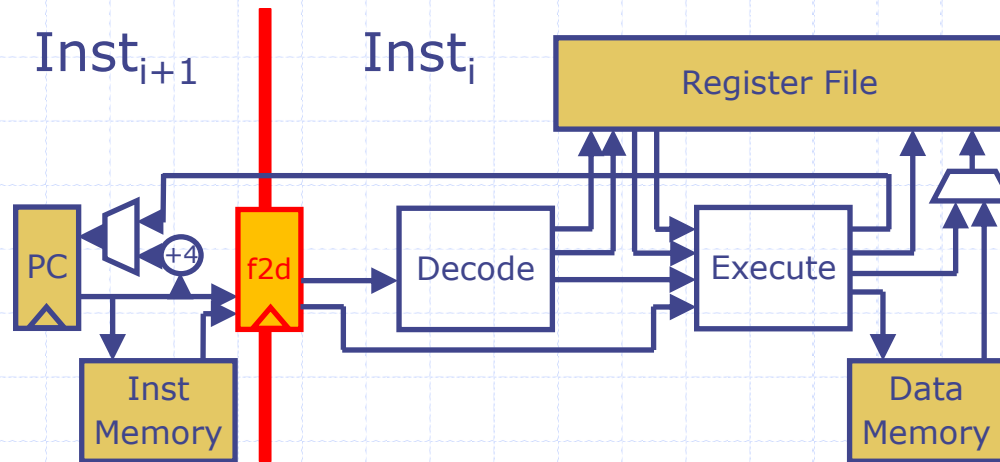 Inst_{i+1}
Inst_i
Register File
PC
+4
f2d
Decode
Execute
Inst
Memory
Data
Memory